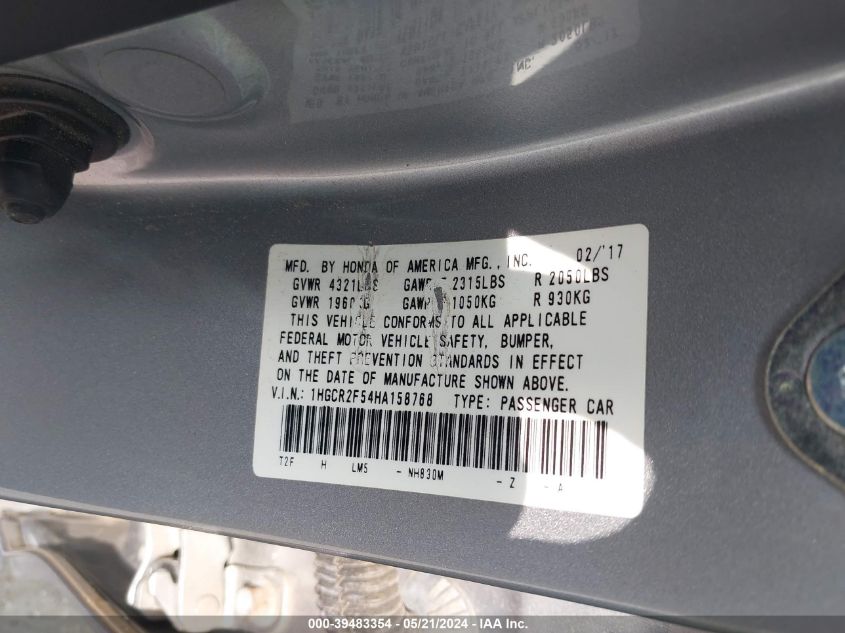 MFD. BY HONDA OF AMERICA MFG., INC. 02/'17
GVWR 4321LBS GAWR F 2315LBS R 2050LBS
GVWR 1960KG GAWR F 1050KG R 930KG
THIS VEHICLE CONFORMS TO ALL APPLICABLE
FEDERAL MOTOR VEHICLE SAFETY, BUMPER,
AND THEFT PREVENTION STANDARDS IN EFFECT
ON THE DATE OF MANUFACTURE SHOWN ABOVE.
V.I.N.: 1HGCR2F54HA158768 TYPE: PASSENGER CAR
T2F H LM5 - NH830M - Z - A
000-39483354 - 05/21/2024 - IAA Inc.